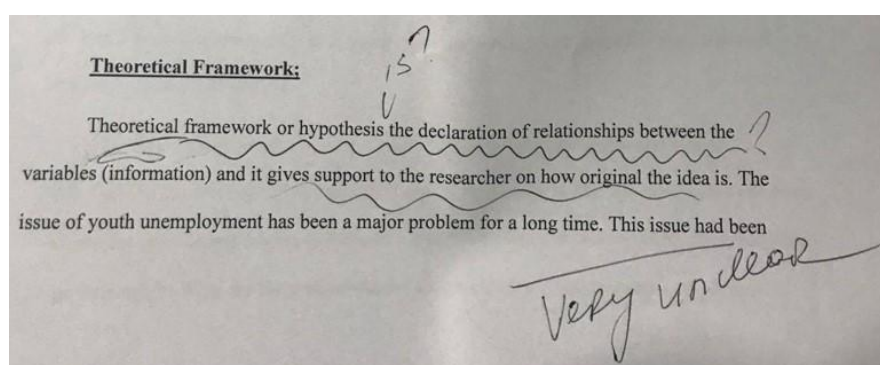 Theoretical Framework:
is?
Theoretical framework or hypothesis the declaration of relationships between the ?
variables (information) and it gives support to the researcher on how original the idea is. The
issue of youth unemployment has been a major problem for a long time. This issue had been
Very unclear